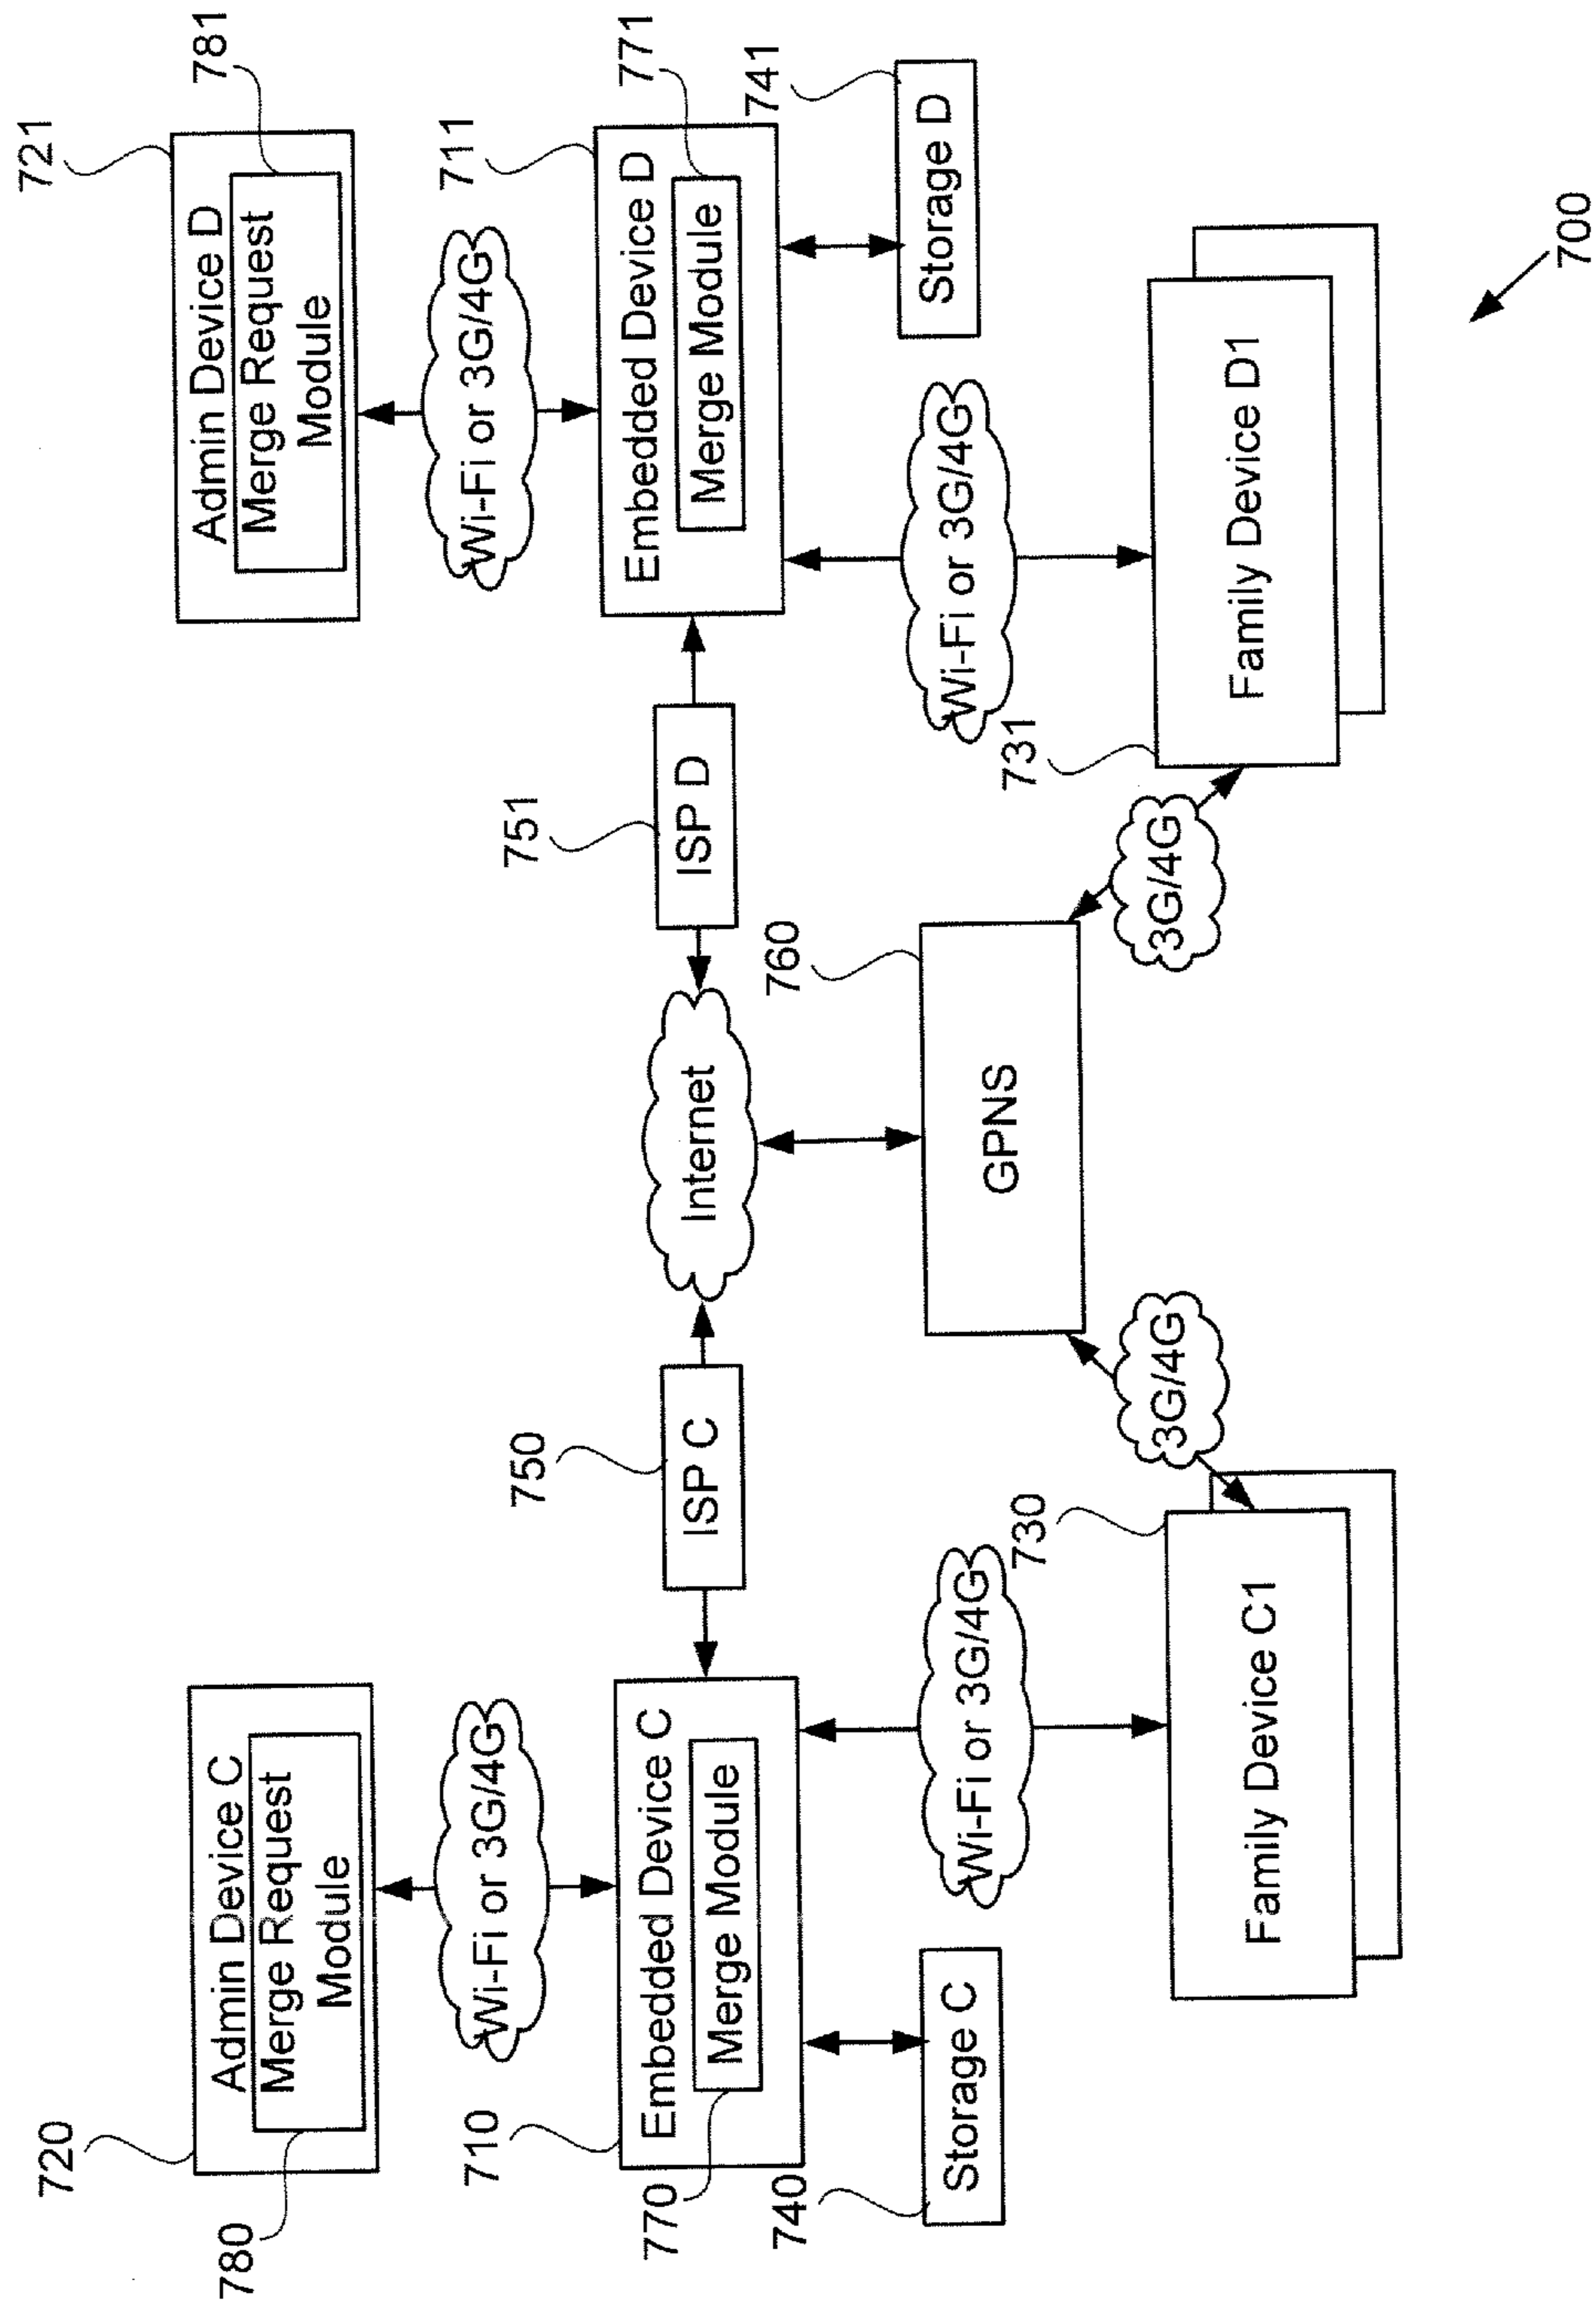 720
Admin Device C
Merge Request
Module
780
721
Admin Device D
Merge Request
Module
781
Wi-Fi or 3G/4G
Wi-Fi or 3G/4G
710
Embedded Device C
Merge Module
770
750
ISP C
Internet
751
ISP D
711
Embedded Device D
Merge Module
771
740
Storage C
Wi-Fi or 3G/4G
760
GPNS
Wi-Fi or 3G/4G
741
Storage D
730
Family Device C1
3G/4G
3G/4G
731
Family Device D1
700